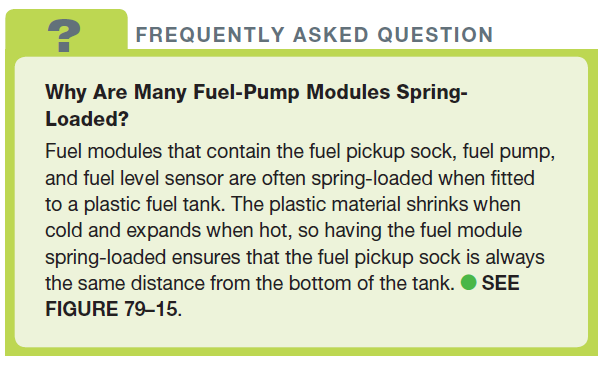 ?
FREQUENTLY ASKED QUESTION
Why Are Many Fuel-Pump Modules Spring-
Loaded?
Fuel modules that contain the fuel pickup sock, fuel pump,
and fuel level sensor are often spring-loaded when fitted
to a plastic fuel tank. The plastic material shrinks when
cold and expands when hot, so having the fuel module
spring-loaded ensures that the fuel pickup sock is always
the same distance from the bottom of the tank. ● SEE
FIGURE 79–15.